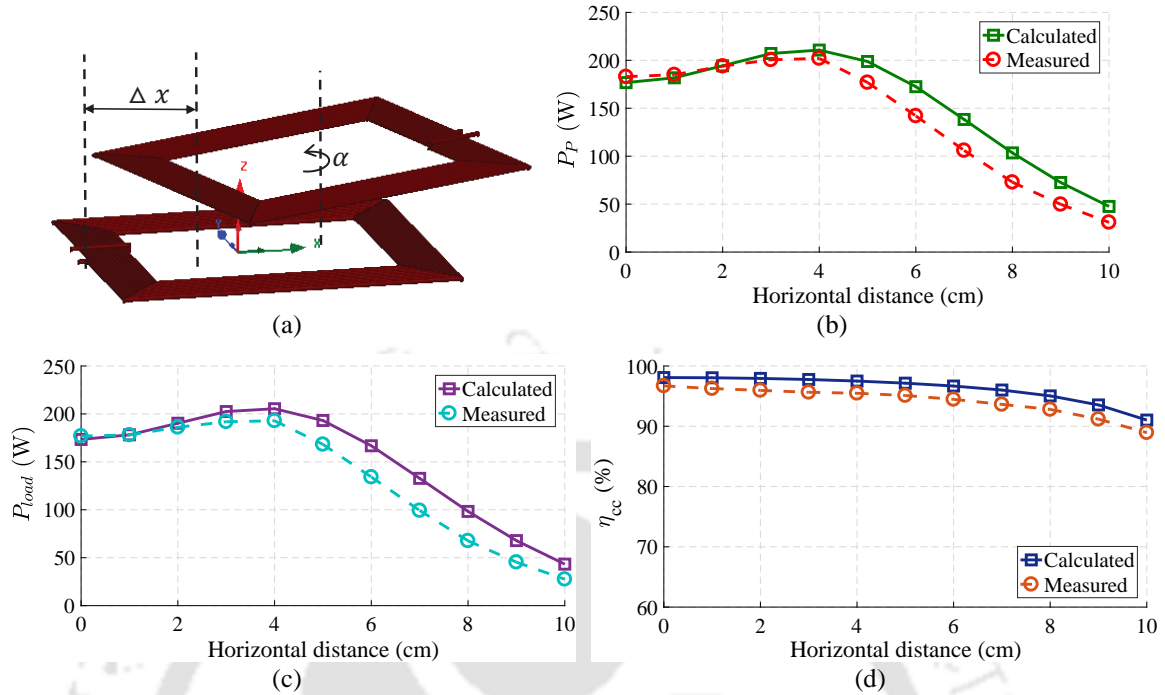 Δ x
α
Z
Y
X
(a)
250
200
150
100
50
0
P_P (W)
Calculated
Measured
0 2 4 6 8 10
Horizontal distance (cm)
(b)
250
200
150
100
50
0
P_load (W)
Calculated
Measured
0 2 4 6 8 10
Horizontal distance (cm)
(c)
100
90
80
70
60
η_cc (%)
Calculated
Measured
0 2 4 6 8 10
Horizontal distance (cm)
(d)